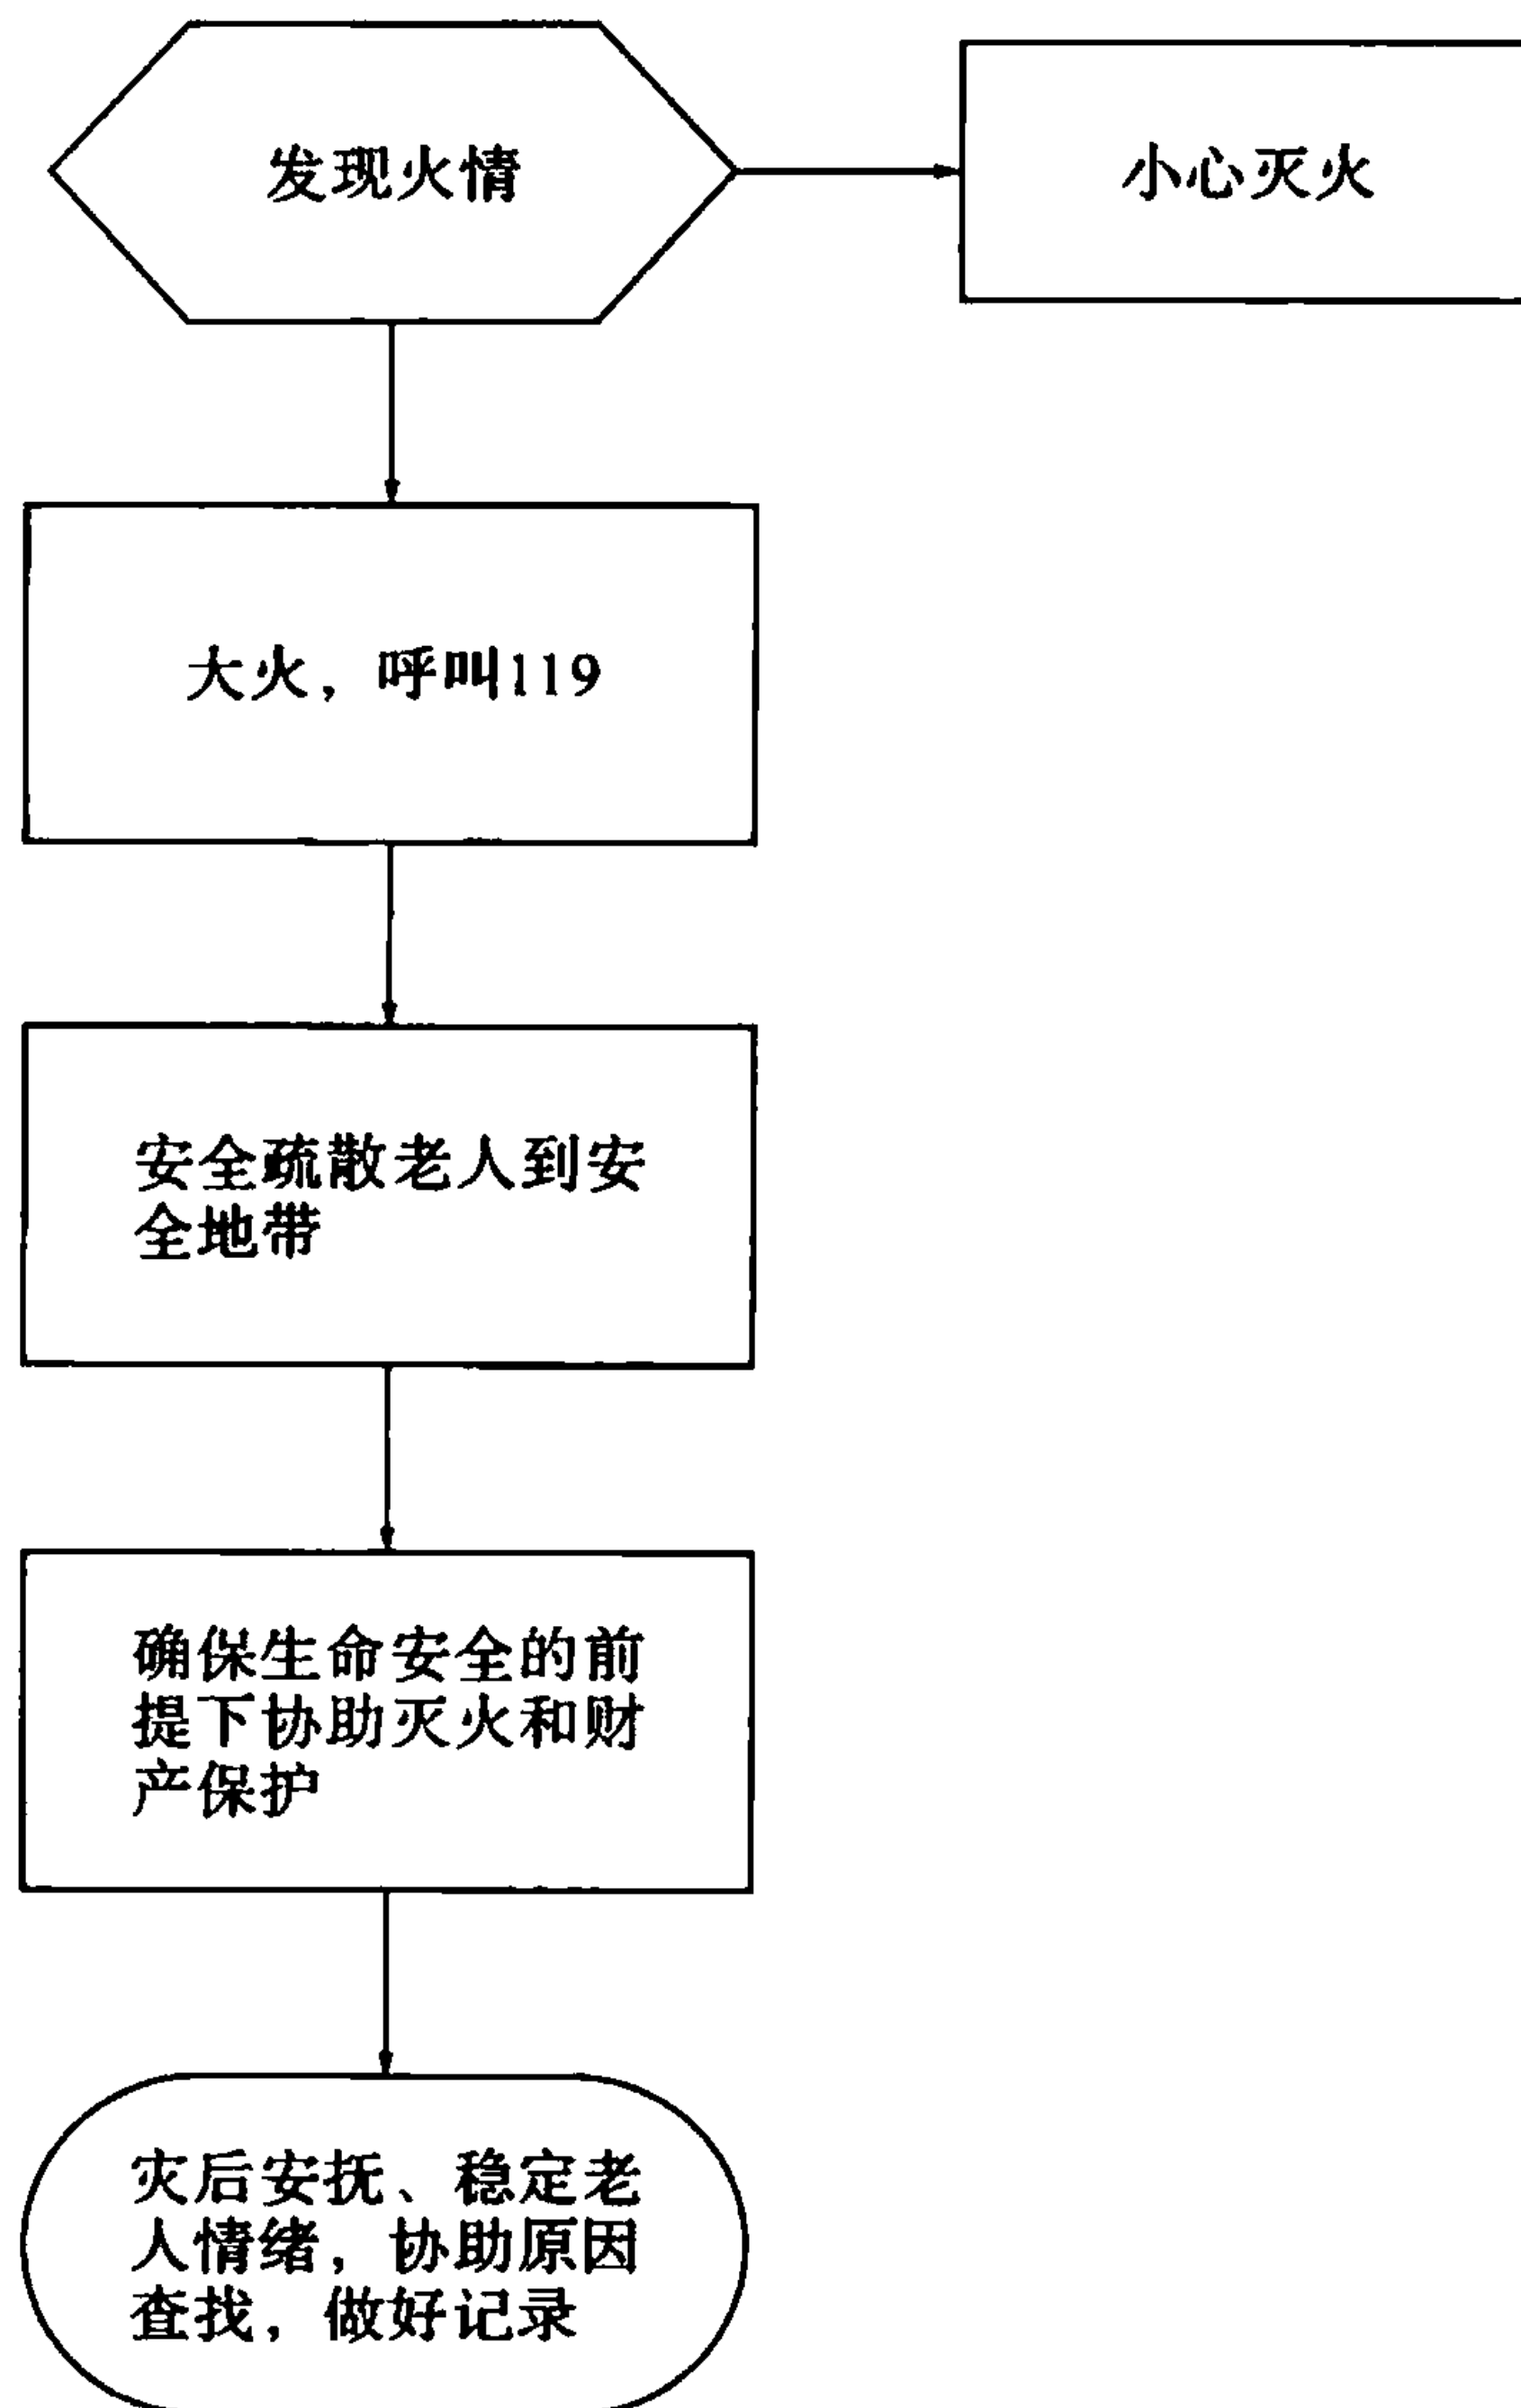 发现火情
小心灭火
大火，呼叫119
安全疏散老人到安
全地带
确保生命安全的前
提下协助灭火和财
产保护
灾后安抚、稳定老
人情绪，协助原因
查找，做好记录